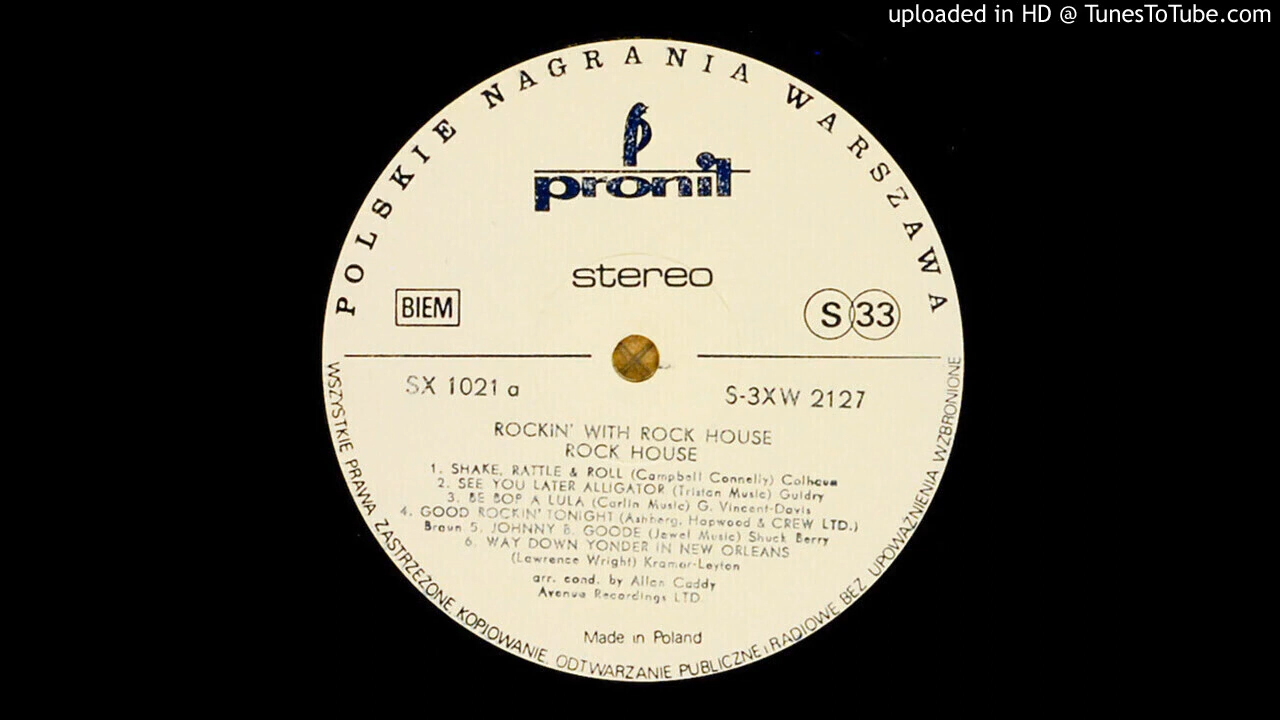 uploaded in HD @ TunesToTube.com
POLSKIE NAGRANIA WARSZAWA
pronit
stereo
BIEM
S 33
SX 1021 a
S-3XW 2127
ROCKIN' WITH ROCK HOUSE
ROCK HOUSE
1. SHAKE, RATTLE & ROLL (Campbell Connelly) Colhoun
2. SEE YOU LATER ALLIGATOR (Tristan Music) Guidry
3. BE BOP A LULA (Carlin Music) G. Vincent-Davis
4. GOOD ROCKIN' TONIGHT (Ashberg, Hopwood & CREW LTD.)
Braun 5. JOHNNY B. GOODE (Jewel Music) Shuck Berry
6. WAY DOWN YONDER IN NEW ORLEANS
(Lawrence Wright) Kramer-Leyton
arr. cond. by Allan Caddy
Avenue Recordings LTD.
Made in Poland
WSZYSTKIE PRAWA ZASTRZEŻONE. KOPIOWANIE, ODTWARZANIE PUBLICZNE i RADIOWE BEZ UPOWAŻNIENIA WZBRONIONE